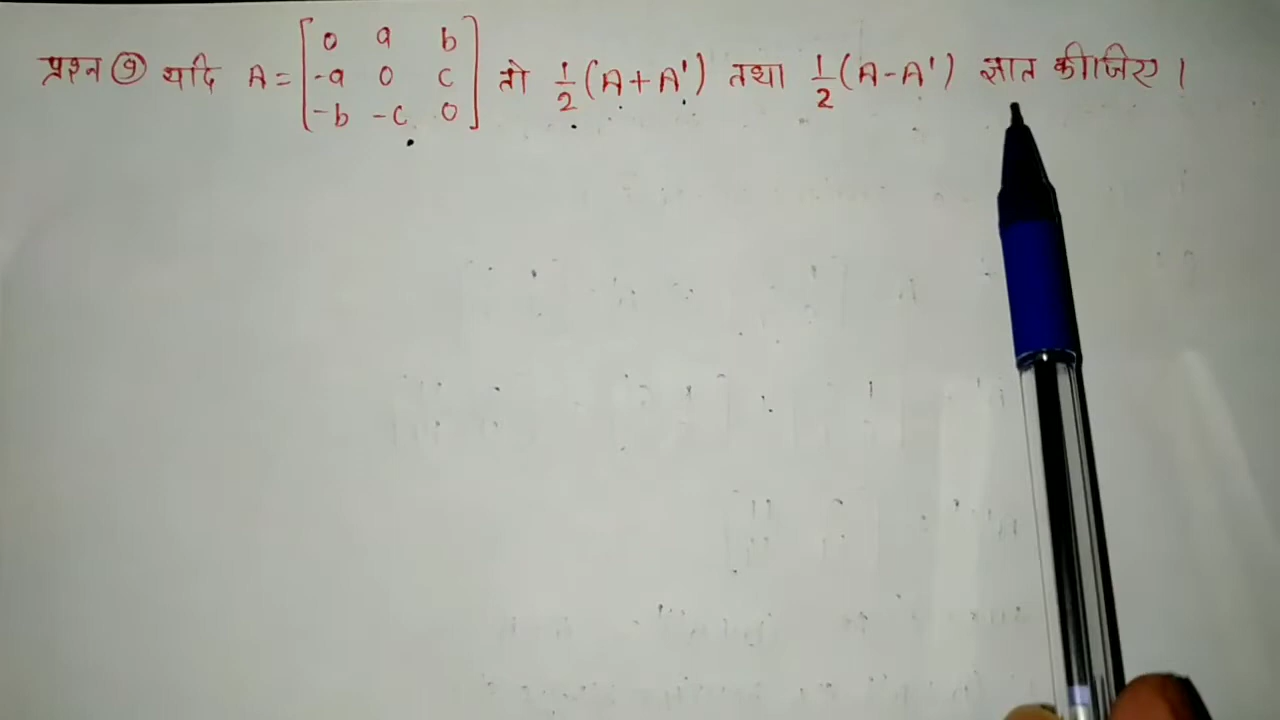 प्रश्न ⑨ यदि A = [0 a b; -a 0 c; -b -c 0] तो 1/2 (A + A') तथा 1/2 (A - A') ज्ञात कीजिए ।